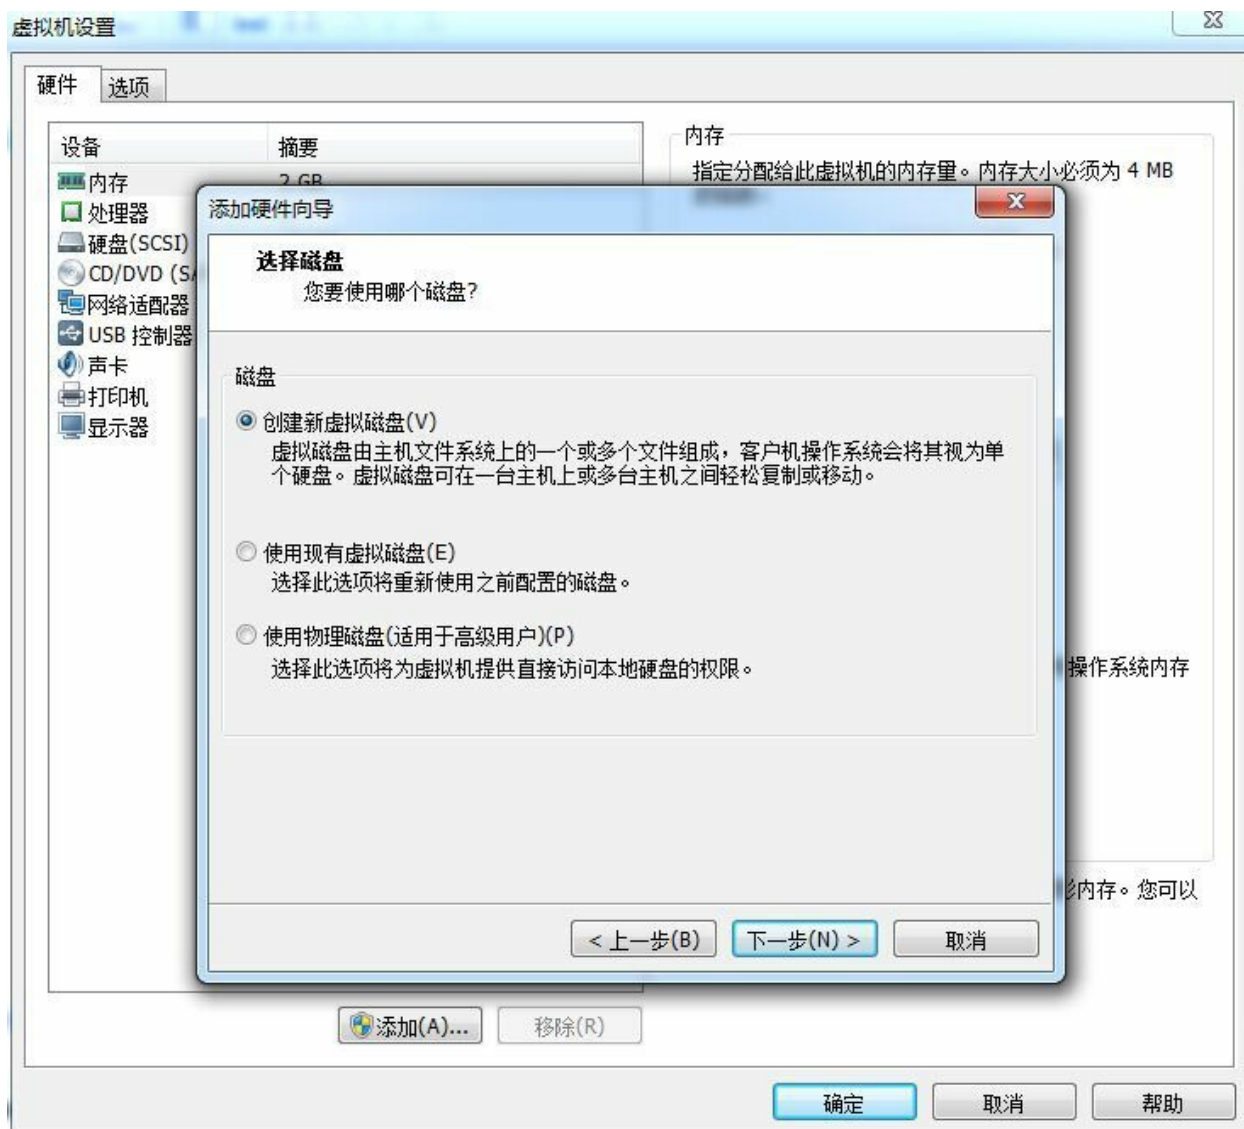 虚拟机设置
硬件 选项
设备 摘要
内存 2 GB
处理器
硬盘(SCSI)
CD/DVD (SA
网络适配器
USB 控制器
声卡
打印机
显示器
内存
指定分配给此虚拟机的内存量。内存大小必须为 4 MB
操作系统内存
内存。您可以
添加硬件向导
选择磁盘
您要使用哪个磁盘?
磁盘
创建新虚拟磁盘(V)
虚拟磁盘由主机文件系统上的一个或多个文件组成，客户机操作系统会将其视为单
个硬盘。虚拟磁盘可在一台主机上或多台主机之间轻松复制或移动。
使用现有虚拟磁盘(E)
选择此选项将重新使用之前配置的磁盘。
使用物理磁盘(适用于高级用户)(P)
选择此选项将为虚拟机提供直接访问本地硬盘的权限。
< 上一步(B) 下一步(N) > 取消
添加(A)... 移除(R)
确定 取消 帮助